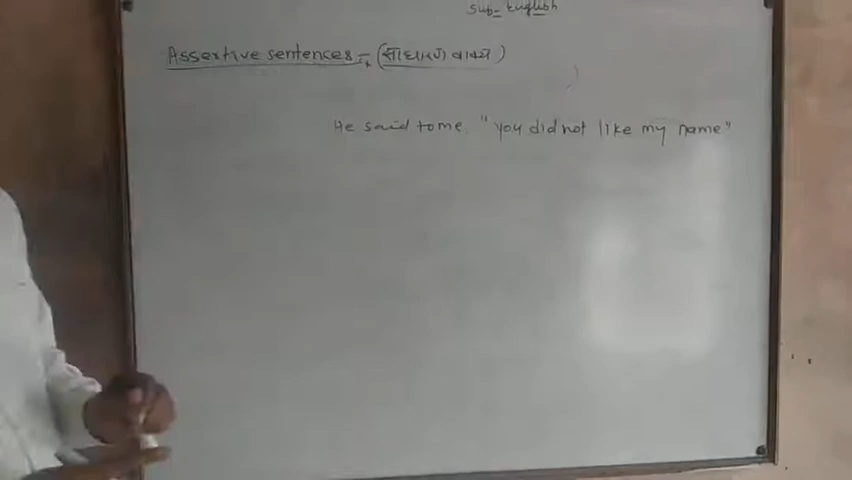 Sub- English
Assertive sentences - (साधारण वाक्य)
He said to me, "you did not like my name"